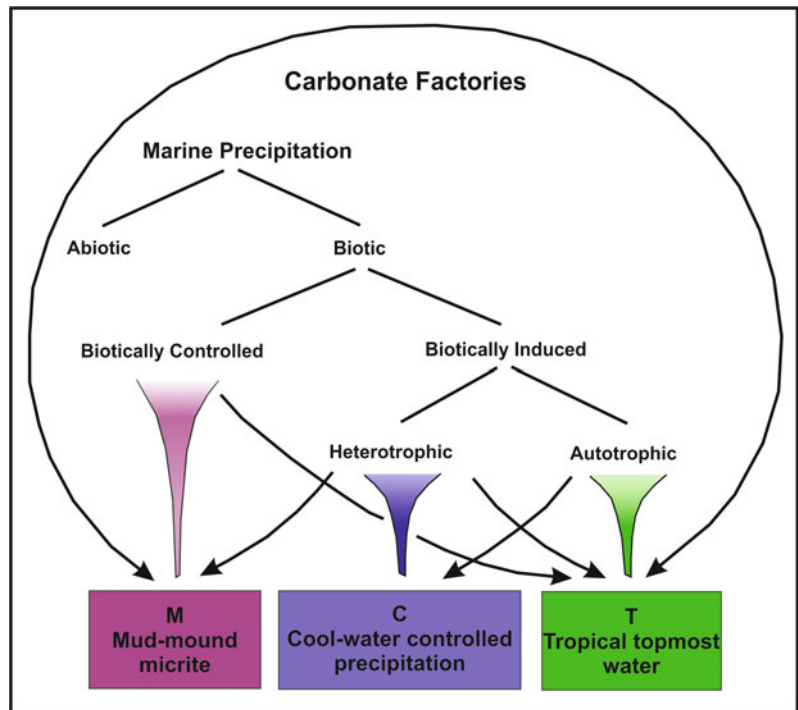 Carbonate Factories
Marine Precipitation
Abiotic
Biotic
Biotically Controlled
Biotically Induced
Heterotrophic
Autotrophic
M
Mud-mound
micrite
C
Cool-water controlled
precipitation
T
Tropical topmost
water